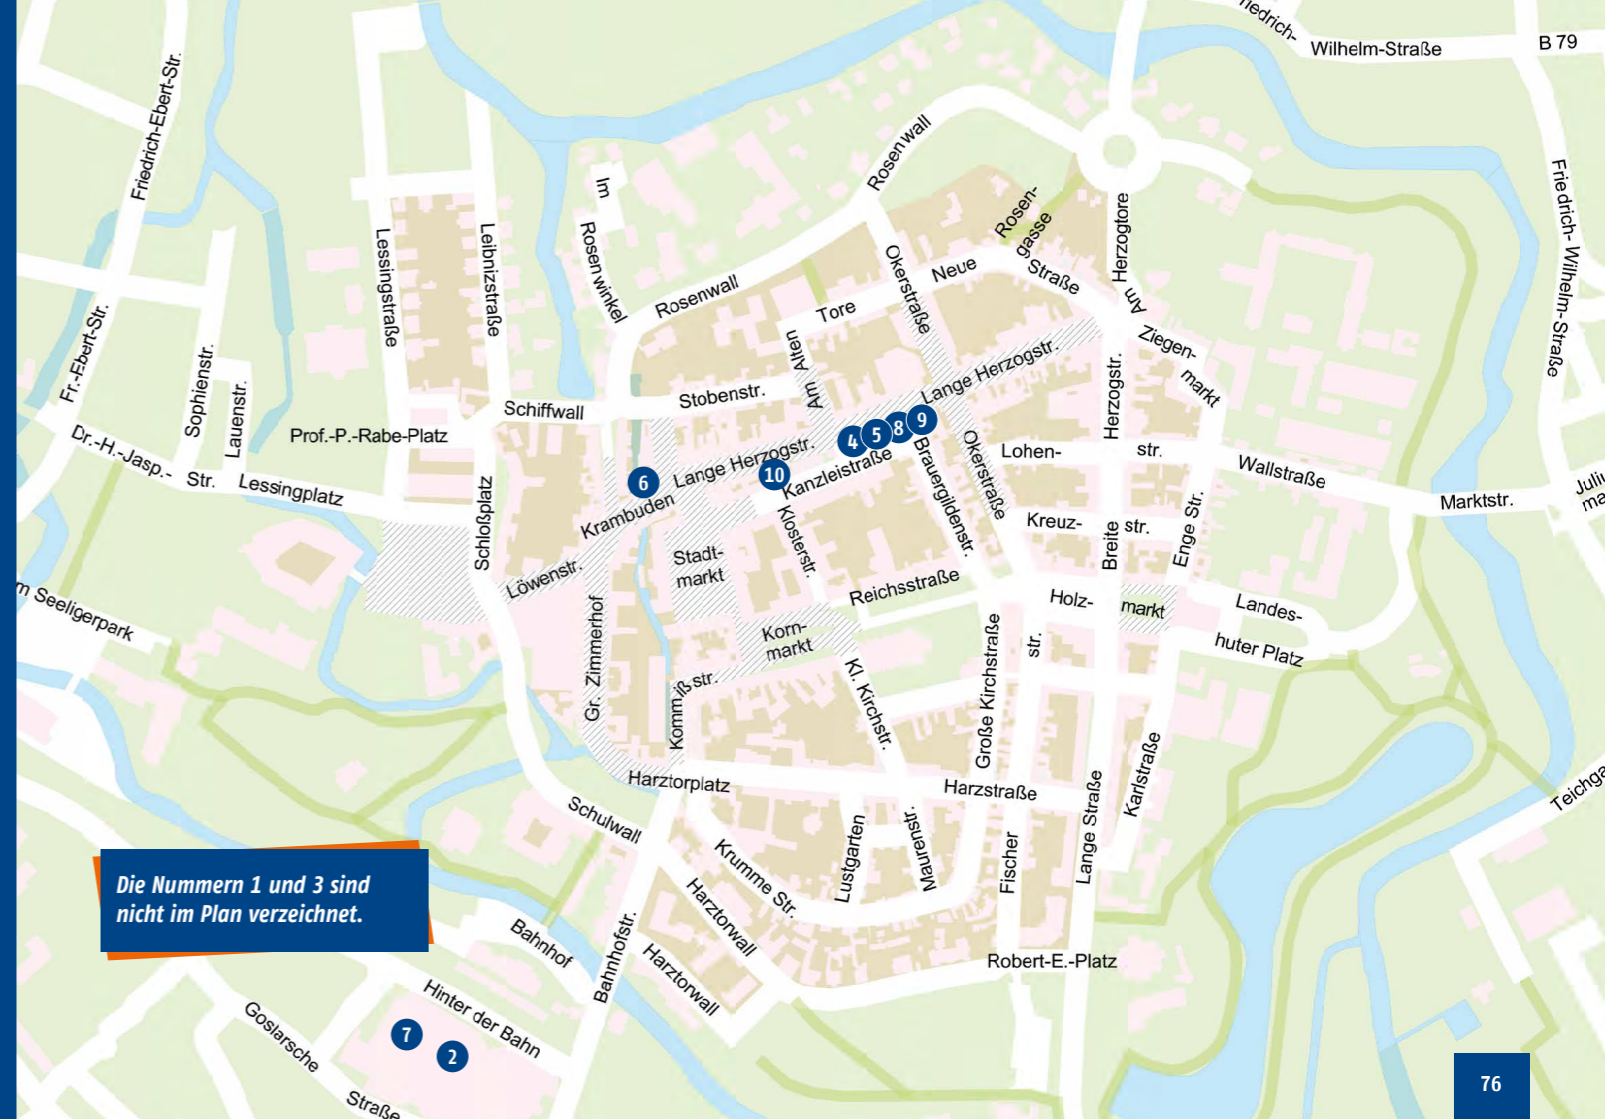 iedrich-
Wilhelm-Straße
B 79
Friedrich-Ebert-Str.
Rosenwall
Im
Rosenwinkel
Lessingstraße
Leibnizstraße
Rosen-
gasse
Am Herzogtore
Friedrich-Wilhelm-Straße
Okerstraße
Neue
Straße
Rosenwall
Tore
Am Alten
Ziegen-
markt
Fr.-Ebert-Str.
Sophienstr.
Lauenstr.
Lange Herzogstr.
Herzogstr.
Stobenstr.
Schiffwall
Prof.-P.-Rabe-Platz
Dr.-H.-Jasp.-
Str.
Lessingplatz
Lange Herzogstr.
4
5
8
9
10
6
Kanzleistraße
Brauergildenstr.
Okerstraße
Lohen-
str.
Wallstraße
Marktstr.
Krambuden
Schloßplatz
Löwenstr.
Stadt-
markt
Klosterstr.
Kreuz-
str.
Breite
Enge Str.
Reichsstraße
Holz-
markt
Landes-
huter Platz
m Seeligerpark
Gr. Zimmerhof
Korn-
markt
Kommißstr.
Kl. Kirchstr.
Große Kirchstraße
str.
Karlstraße
Harztorplatz
Harzstraße
Lange Straße
Schulwall
Krumme Str.
Lustgarten
Maurenstr.
Fischer
Die Nummern 1 und 3 sind
nicht im Plan verzeichnet.
Harztorwall
Harztorwall
Bahnhof
Bahnhofstr.
Robert-E.-Platz
Hinter der Bahn
Goslarsche
Straße
7
2
76